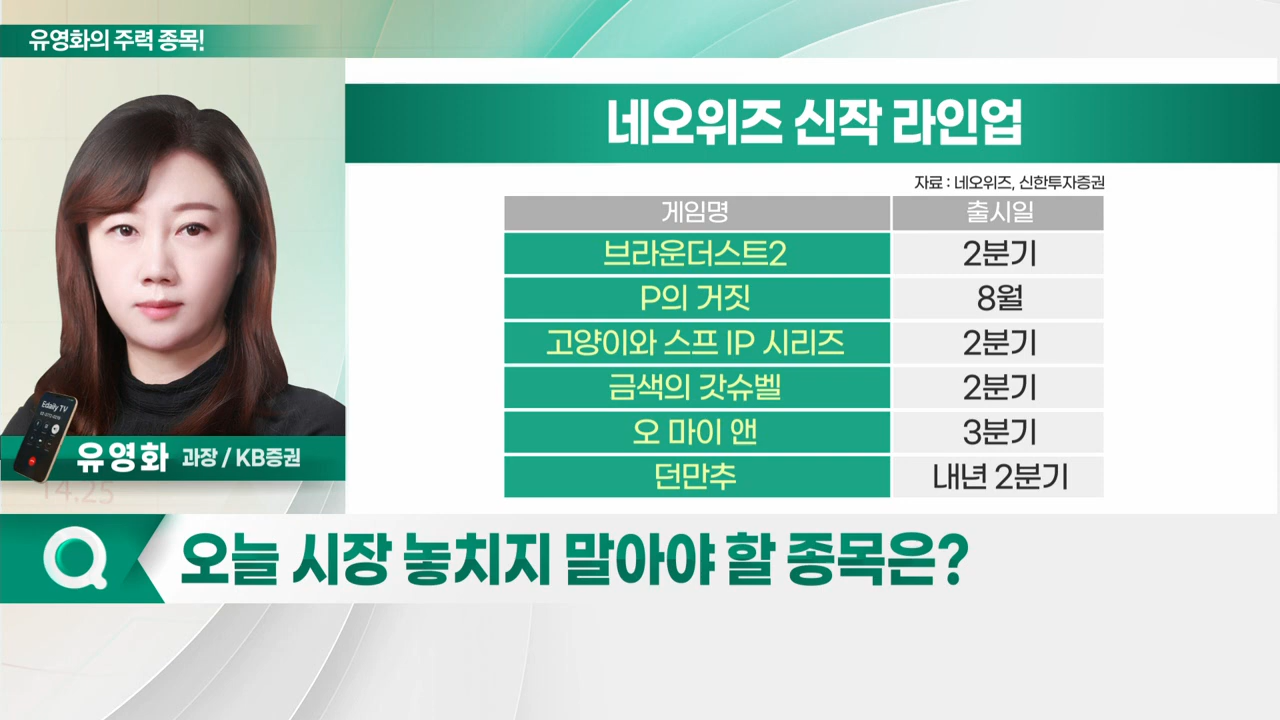 유영화의 주력 종목!
네오위즈 신작 라인업
자료 : 네오위즈, 신한투자증권
게임명 출시일
브라운더스트2 2분기
P의 거짓 8월
고양이와 스프 IP 시리즈 2분기
금색의 갓슈벨 2분기
오 마이 앤 3분기
던만추 내년 2분기
Edaily TV
유영화 과장 / KB증권
14.25
Q 오늘 시장 놓치지 말아야 할 종목은?